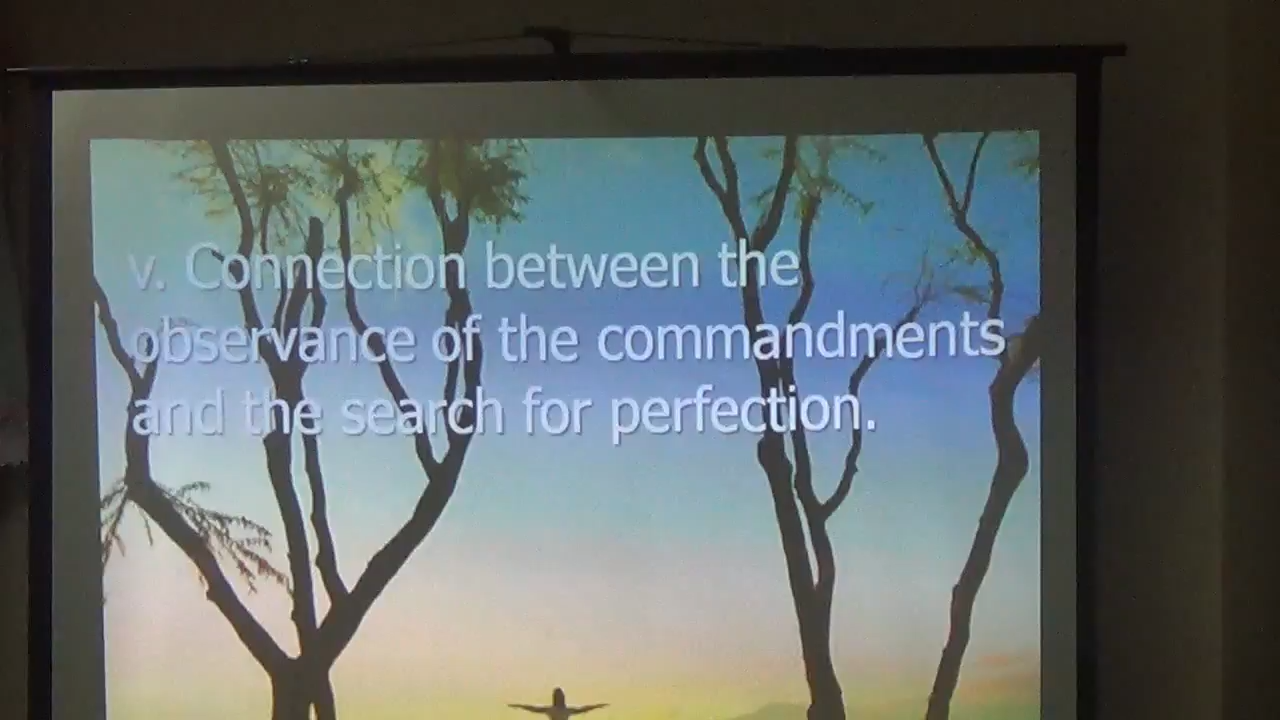 v. Connection between the
observance of the commandments
and the search for perfection.